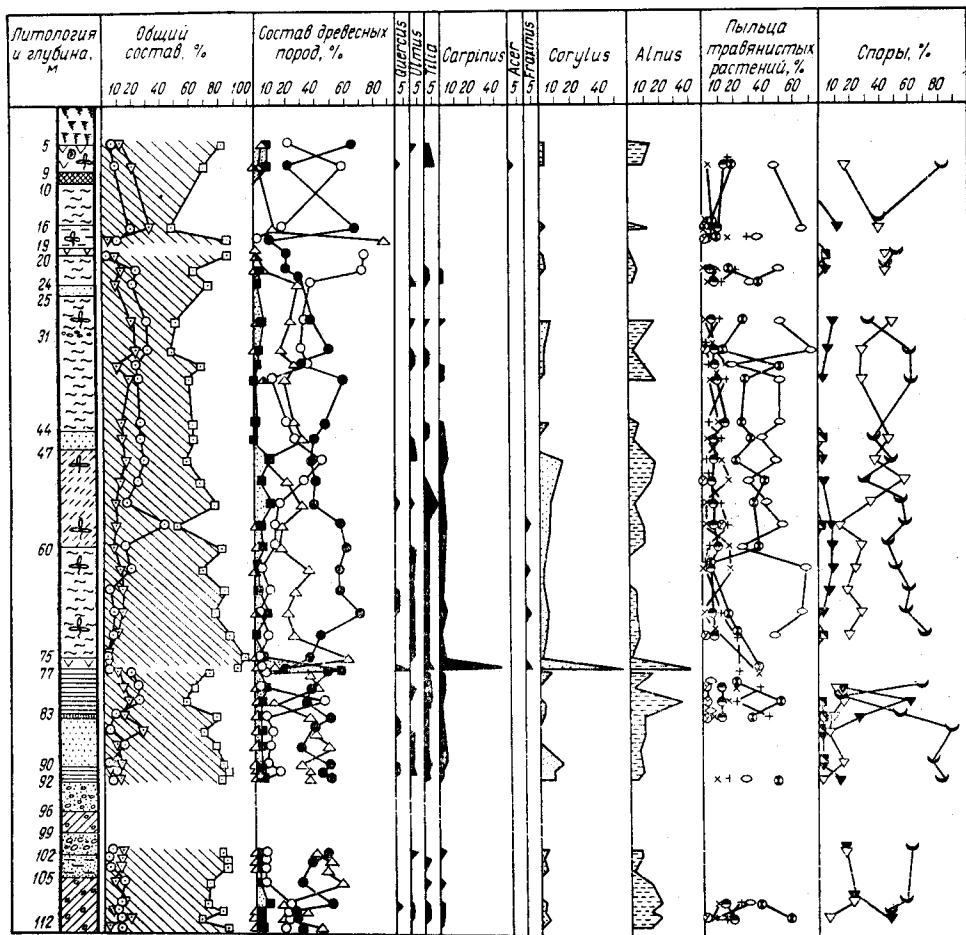 Литология
и глубина,
м
Общий
состав, %
10 20 40 60 80 100
Состав древесных
пород, %
10 20 40 60 80
Quercus
5
Ulmus
5
Tilia
5
Carpinus
10 20 40
Acer
5
Fraxinus
5
Corylus
10 20 40
Alnus
10 20 40
Пыльца
травянистых
растений, %
10 20 40 60
Споры, %
10 20 40 60 80
5
9
10
16
19
20
24
25
31
44
47
60
75
77
83
90
92
96
99
102
105
112